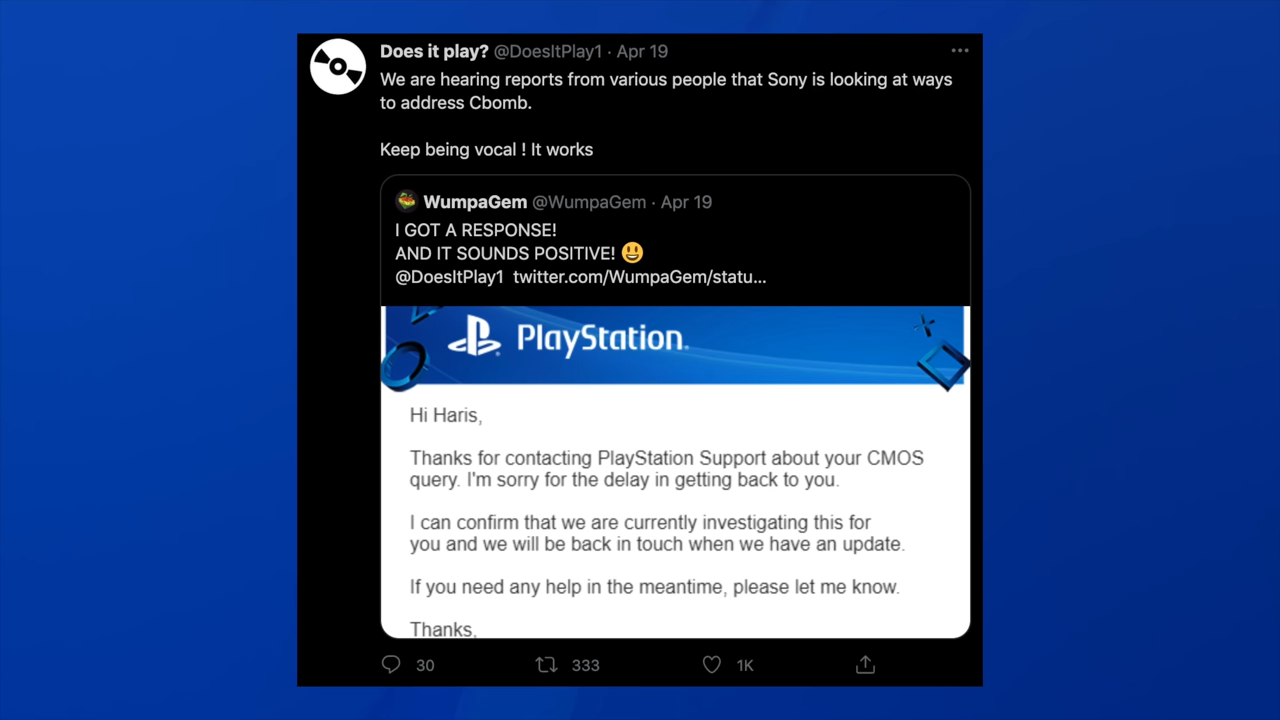 Does it play? @DoesItPlay1 · Apr 19
We are hearing reports from various people that Sony is looking at ways
to address Cbomb.
Keep being vocal ! It works
WumpaGem @WumpaGem · Apr 19
I GOT A RESPONSE!
AND IT SOUNDS POSITIVE! 😃
@DoesItPlay1 twitter.com/WumpaGem/statu...
PlayStation®
Hi Haris,
Thanks for contacting PlayStation Support about your CMOS
query. I'm sorry for the delay in getting back to you.
I can confirm that we are currently investigating this for
you and we will be back in touch when we have an update.
If you need any help in the meantime, please let me know.
Thanks,
30 333 1K